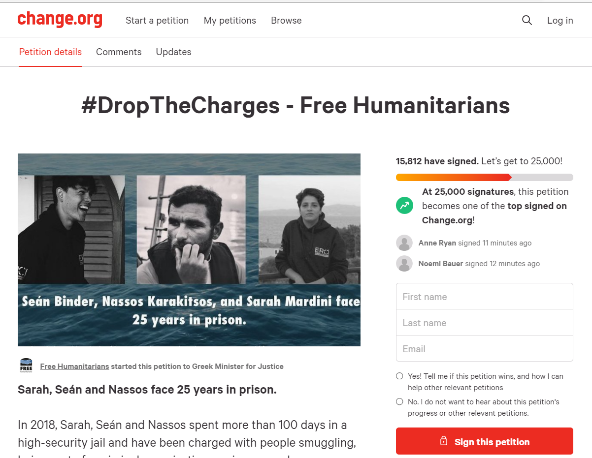 change.org
Start a petition My petitions Browse Log in
Petition details Comments Updates
#DropTheCharges - Free Humanitarians
ERCI
Seán Binder, Nassos Karakitsos, and Sarah Mardini face
25 years in prison.
FREE
Free Humanitarians started this petition to Greek Minister for Justice
Sarah, Seán and Nassos face 25 years in prison.
In 2018, Sarah, Seán and Nassos spent more than 100 days in a
high-security jail and have been charged with people smuggling,
15,812 have signed. Let's get to 25,000!
At 25,000 signatures, this petition
becomes one of the top signed on
Change.org!
Anne Ryan signed 11 minutes ago
Noemi Bauer signed 12 minutes ago
First name
Last name
Email
Yes! Tell me if this petition wins, and how I can
help other relevant petitions
No. I do not want to hear about this petition's
progress or other relevant petitions.
Sign this petition